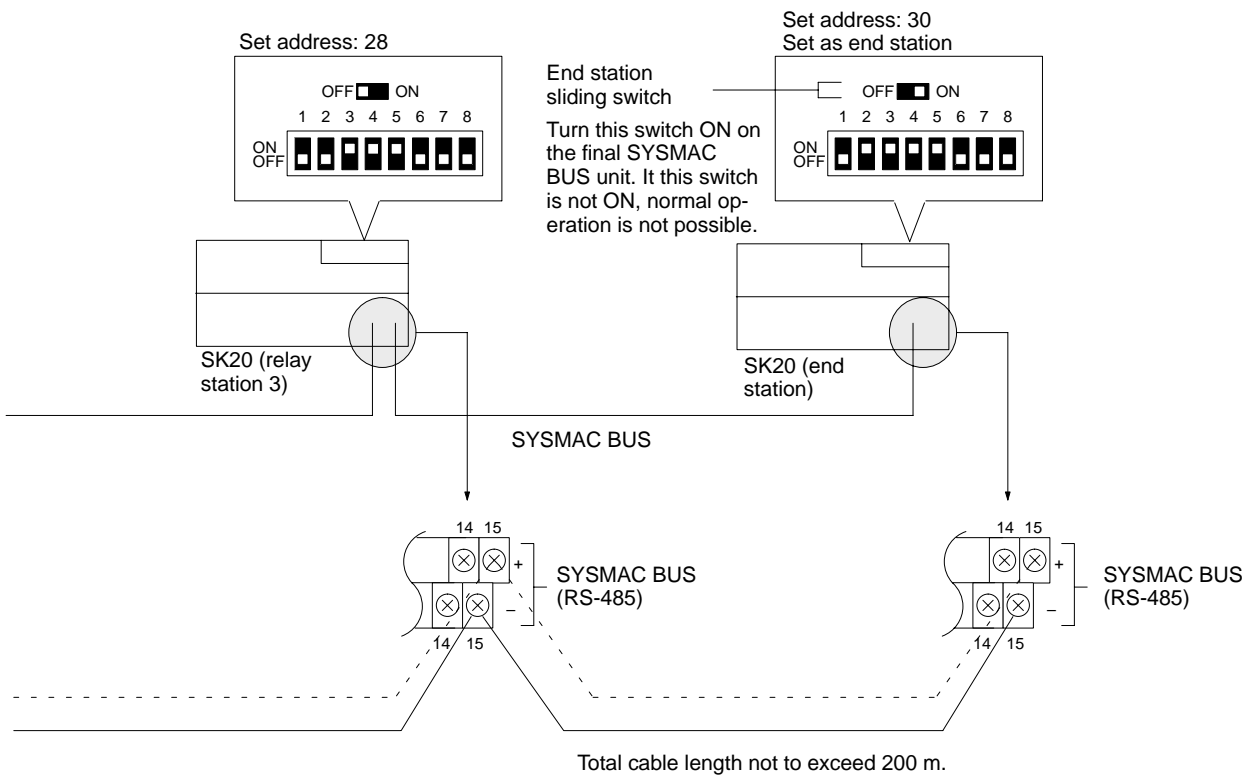 Set address: 28
OFF ON
1 2 3 4 5 6 7 8
ON
OFF
End station
sliding switch
Turn this switch ON on
the final SYSMAC
BUS unit. It this switch
is not ON, normal op-
eration is not possible.
Set address: 30
Set as end station
OFF ON
1 2 3 4 5 6 7 8
ON
OFF
SK20 (relay
station 3)
SK20 (end
station)
SYSMAC BUS
14 15
+
–
14 15
SYSMAC BUS
(RS-485)
14 15
+
–
14 15
SYSMAC BUS
(RS-485)
Total cable length not to exceed 200 m.